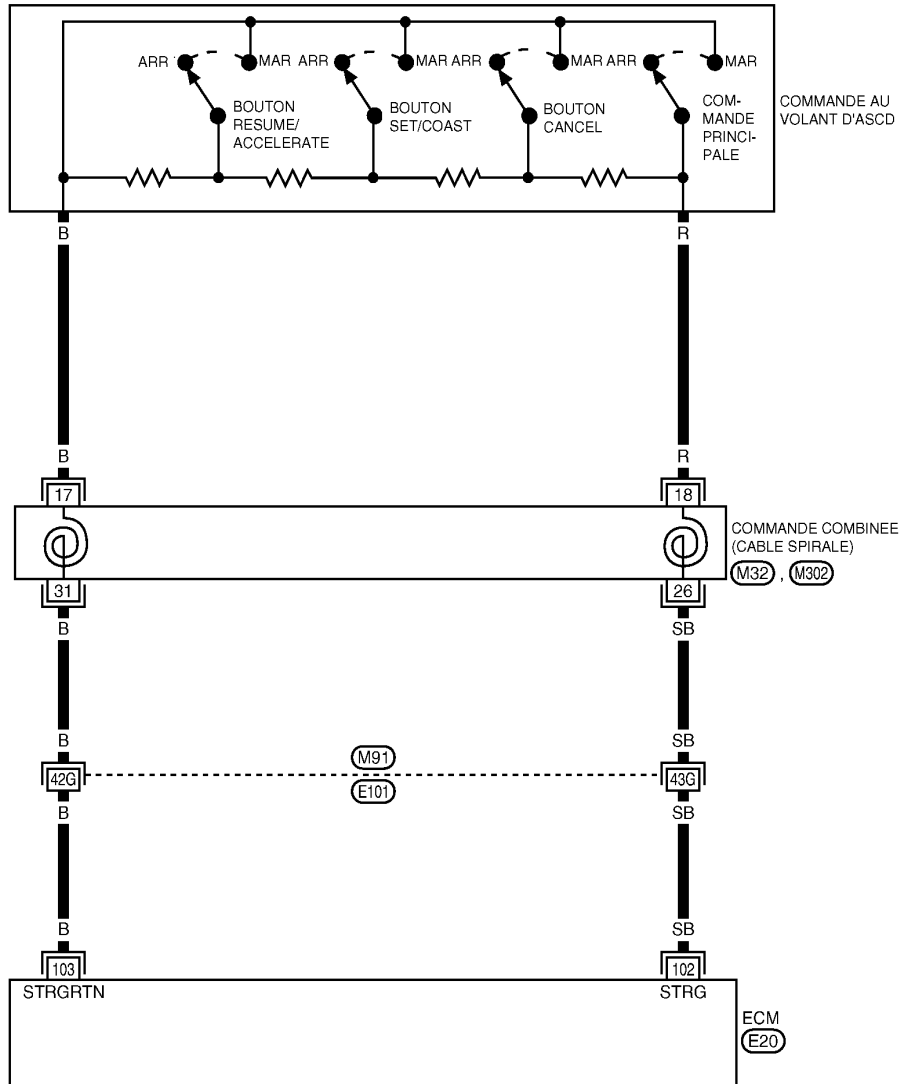 ARR MAR ARR MAR ARR MAR ARR MAR
BOUTON
RESUME/
ACCELERATE
BOUTON
SET/COAST
BOUTON
CANCEL
COM-
MANDE
PRINCI-
PALE
COMMANDE AU
VOLANT D'ASCD
B R
B R
17 18
COMMANDE COMBINEE
(CABLE SPIRALE)
M32 , M302
31 26
B SB
B SB
M91
42G 43G
E101
B SB
B SB
103 102
STRGRTN STRG
ECM
E20